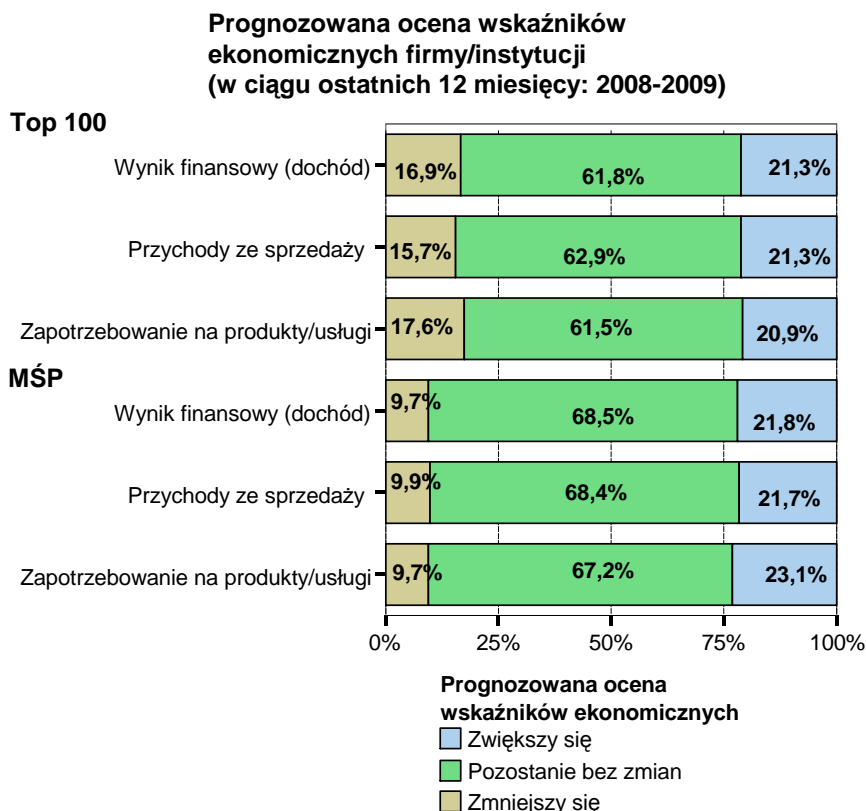 Prognozowana ocena wskaźników
ekonomicznych firmy/instytucji
(w ciągu ostatnich 12 miesięcy: 2008-2009)
Top 100
Wynik finansowy (dochód)
16,9%
61,8%
21,3%
Przychody ze sprzedaży
15,7%
62,9%
21,3%
Zapotrzebowanie na produkty/usługi
17,6%
61,5%
20,9%
MŚP
Wynik finansowy (dochód)
9,7%
68,5%
21,8%
Przychody ze sprzedaży
9,9%
68,4%
21,7%
Zapotrzebowanie na produkty/usługi
9,7%
67,2%
23,1%
0%
25%
50%
75%
100%
Prognozowana ocena
wskaźników ekonomicznych
Zwiększy się
Pozostanie bez zmian
Zmniejszy się